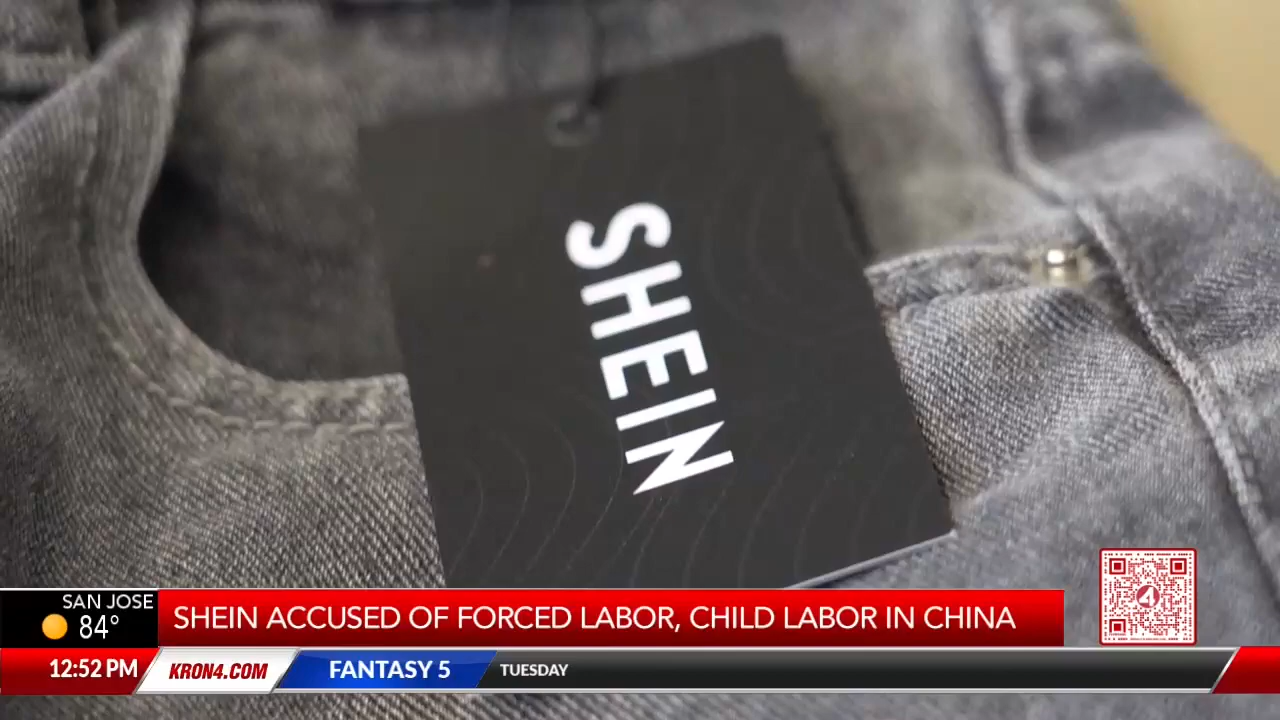 SHEIN
SAN JOSE
84°
SHEIN ACCUSED OF FORCED LABOR, CHILD LABOR IN CHINA
4
12:52 PM
KRON4.COM
FANTASY 5
TUESDAY